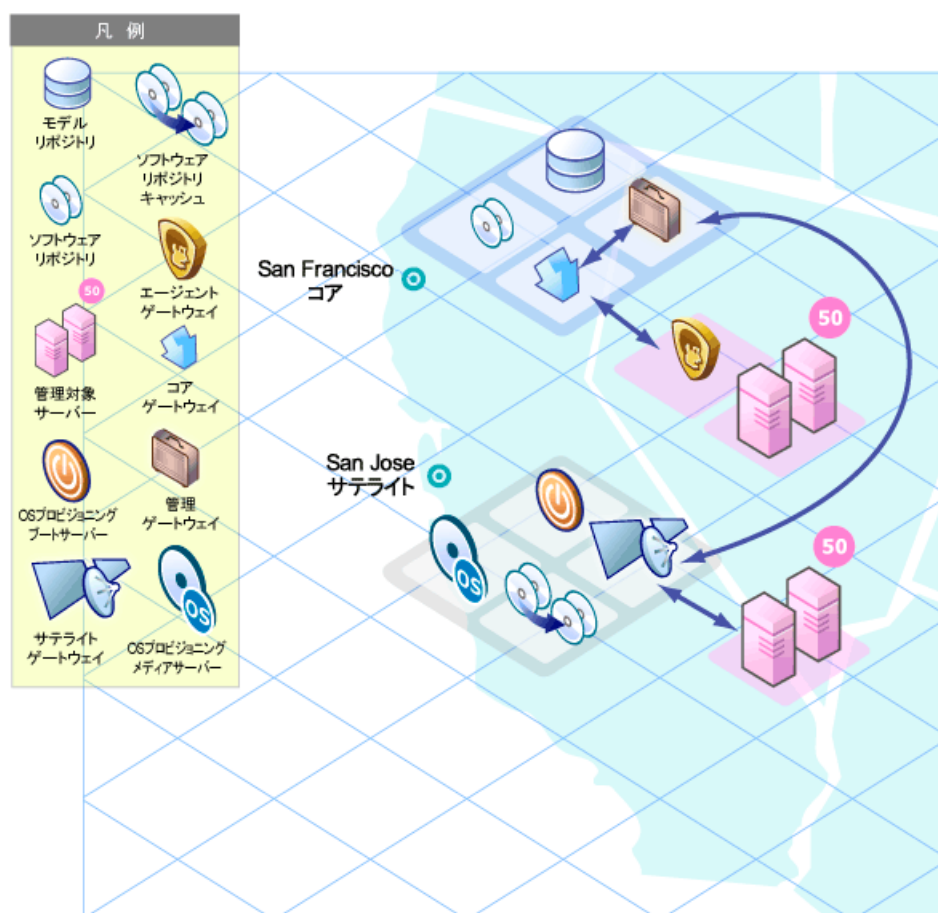 凡 例
モデル
リポジトリ
ソフトウェア
リポジトリ
キャッシュ
ソフトウェア
リポジトリ
エージェント
ゲートウェイ
50
管理対象
サーバー
コア
ゲートウェイ
OSプロビジョニング
ブートサーバー
管理
ゲートウェイ
サテライト
ゲートウェイ
OS
OSプロビジョニング
メディアサーバー
San Francisco
コア
50
San Jose
サテライト
OS
50